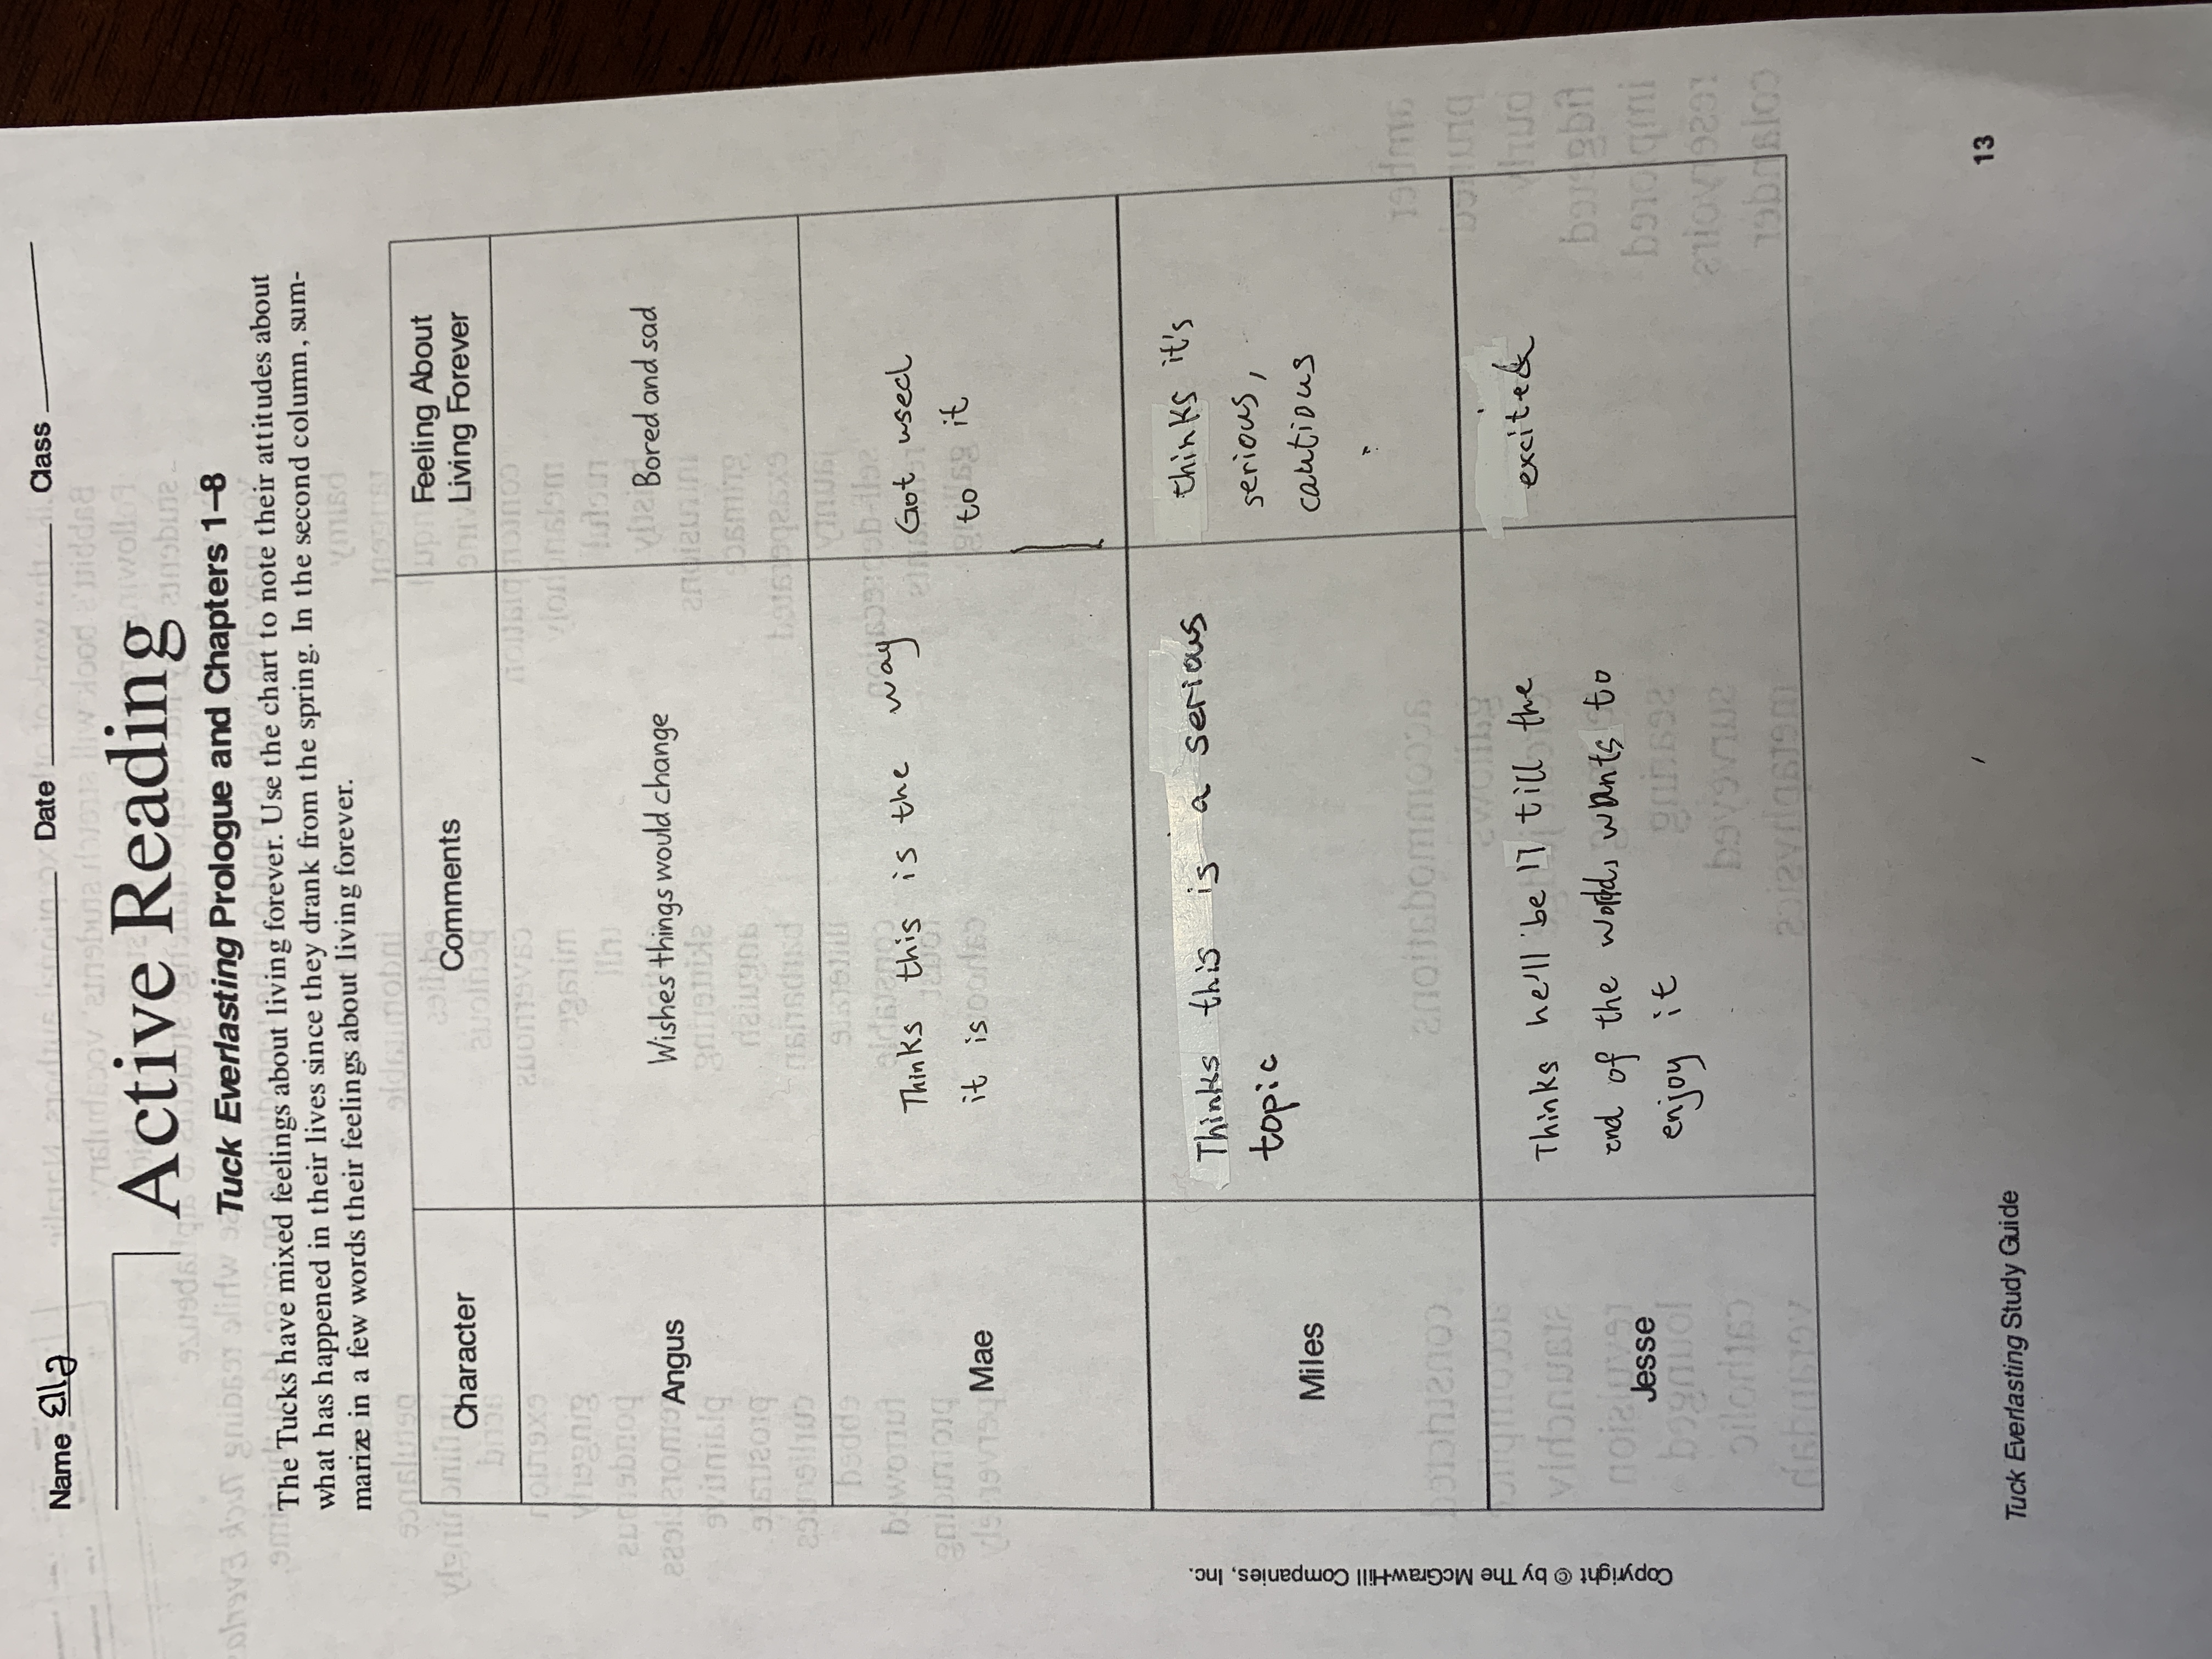 Name Ella Date Class
Active Reading
Tuck Everlasting Prologue and Chapters 1–8
The Tucks have mixed feelings about living forever. Use the chart to note their attitudes about
what has happened in their lives since they drank from the spring. In the second column, sum-
marize in a few words their feelings about living forever.
Character
Comments
Feeling About
Living Forever
Angus
Wishes things would change
Bored and sad
Mae
Thinks this is the way
it is
Got used
to it
Miles
Thinks this is a serious
topic
thinks it's
serious,
cautious
Jesse
Thinks he'll be 17 till the
end of the world, wants to
enjoy it
excited
Copyright © by The McGraw-Hill Companies, Inc.
Tuck Everlasting Study Guide
13